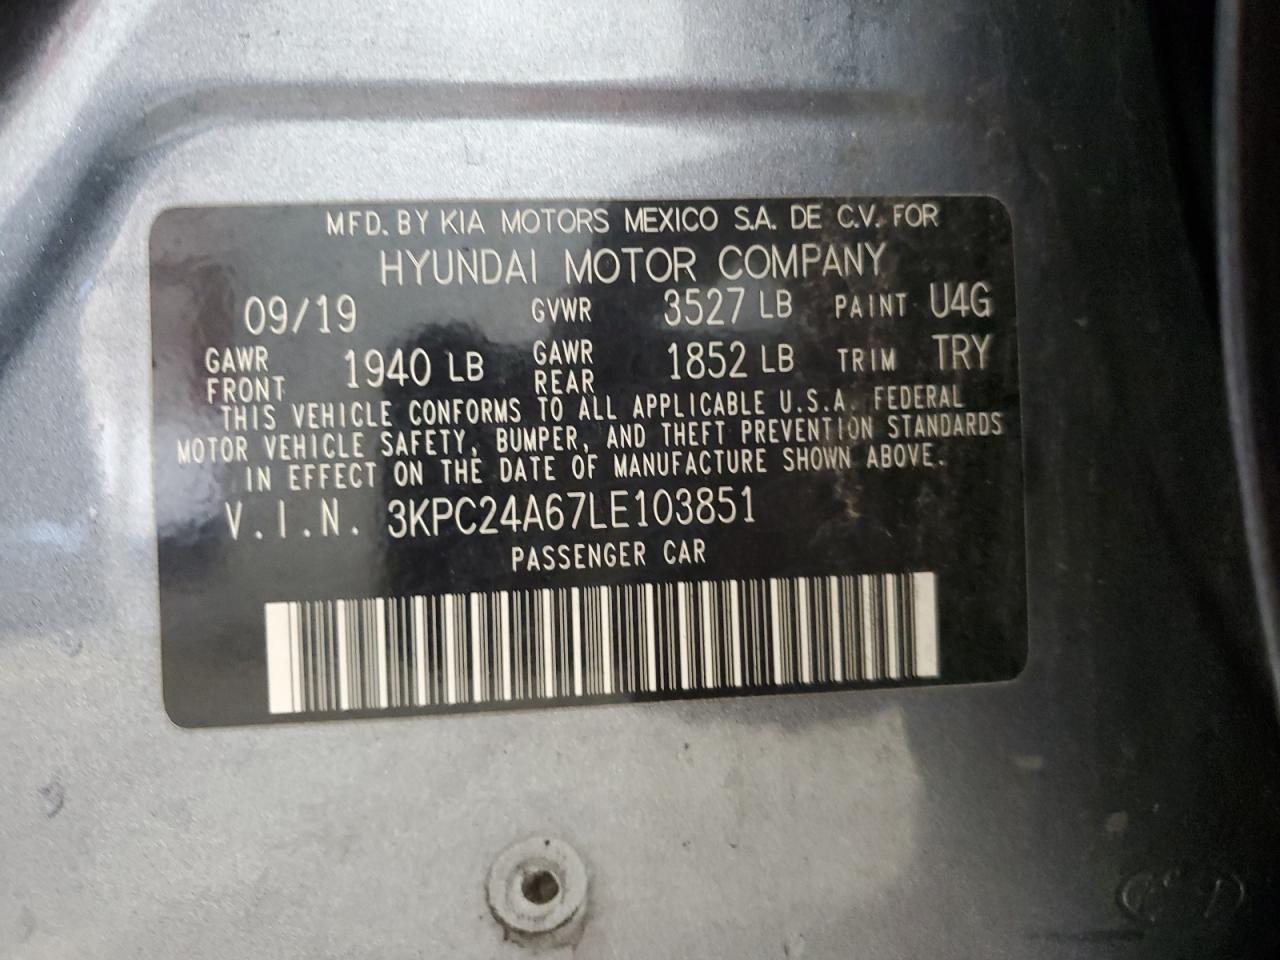 MFD. BY KIA MOTORS MEXICO S.A. DE C.V. FOR
HYUNDAI MOTOR COMPANY
09/19 GVWR 3527 LB PAINT U4G
GAWR FRONT 1940 LB GAWR REAR 1852 LB TRIM TRY
THIS VEHICLE CONFORMS TO ALL APPLICABLE U.S.A. FEDERAL
MOTOR VEHICLE SAFETY, BUMPER, AND THEFT PREVENTION STANDARDS
IN EFFECT ON THE DATE OF MANUFACTURE SHOWN ABOVE.
V.I.N. 3KPC24A67LE103851
PASSENGER CAR